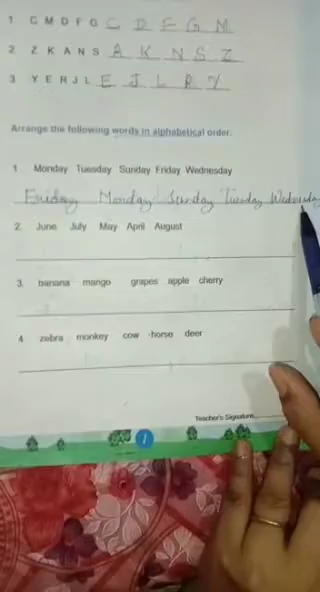 1 C M D F G C D F G M
2 Z K A N S A K N S Z
3 Y E R J L E J L R Y
Arrange the following words in alphabetical order.
1. Monday Tuesday Sunday Friday Wednesday
Friday Monday Sunday Tuesday Wednesday
2. June July May April August
3. banana mango grapes apple cherry
4 zebra monkey cow horse deer
Teacher's Signature
1